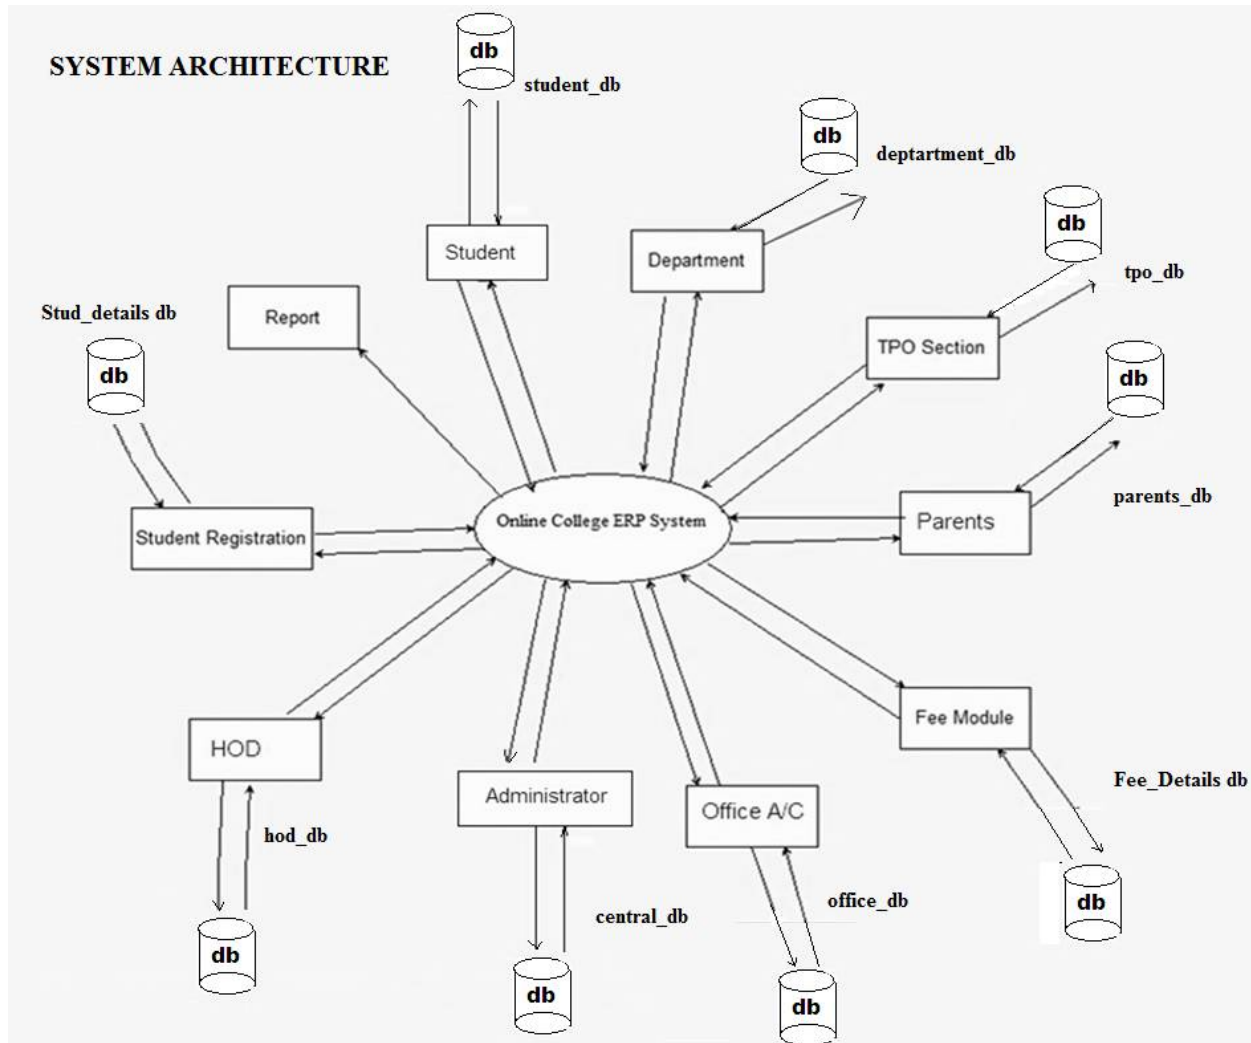 db
SYSTEM ARCHITECTURE
student_db
db
deptartment_db
db
Student
Department
tpo_db
Stud_details db
Report
TPO Section
db
db
parents_db
Online College ERP System
Parents
Student Registration
HOD
Fee Module
Administrator
Office A/C
Fee_Details db
hod_db
central_db
office_db
db
db
db
db